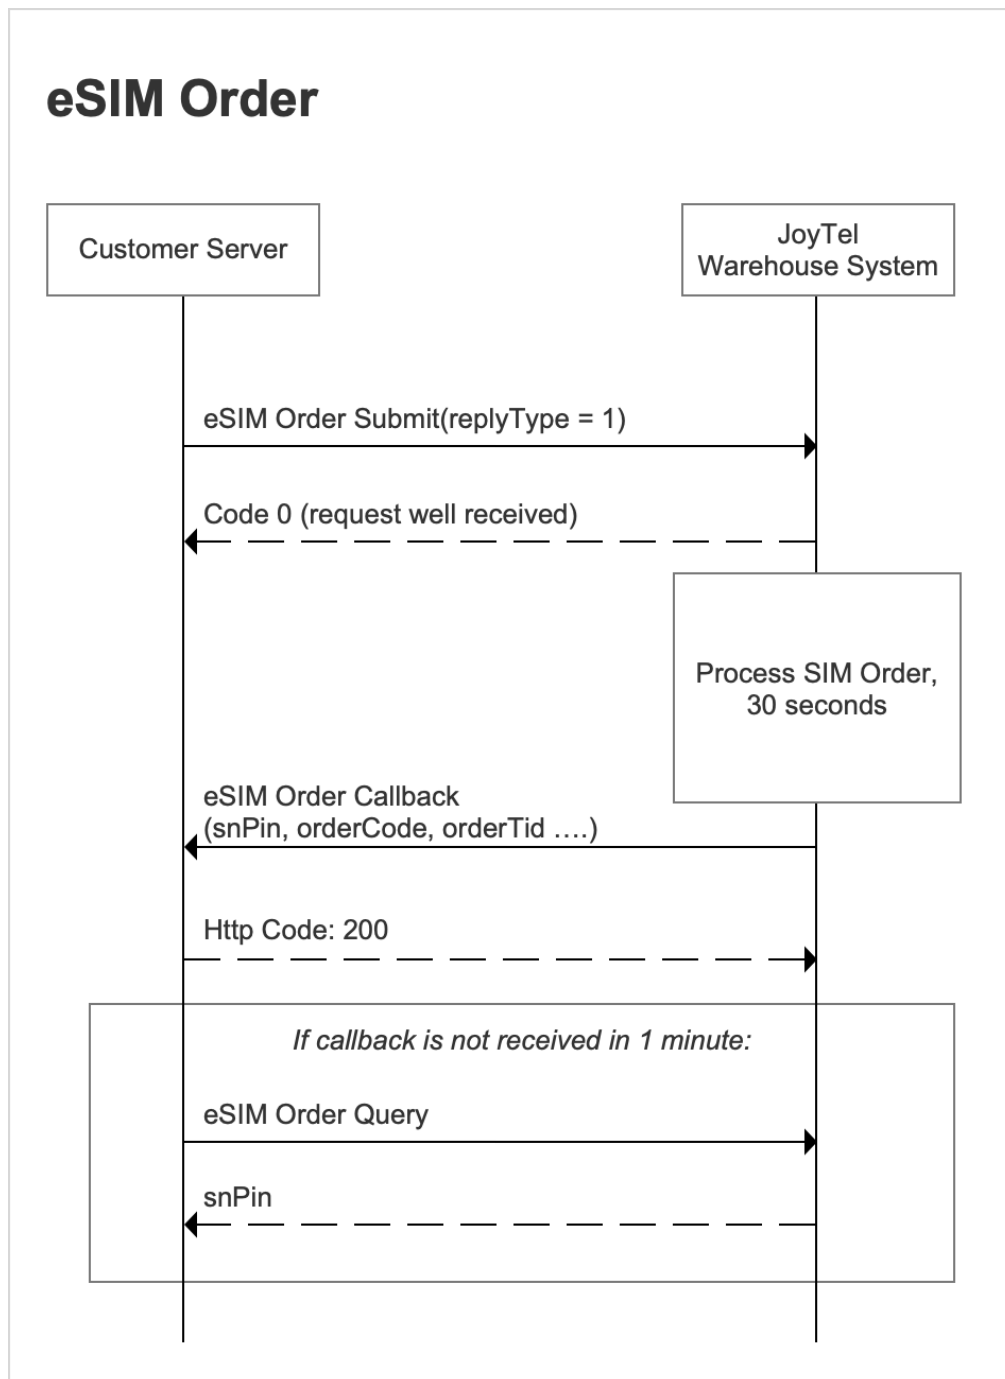 eSIM Order
Customer Server
JoyTel
Warehouse System
eSIM Order Submit(replyType = 1)
Code 0 (request well received)
Process SIM Order,
30 seconds
eSIM Order Callback
(snPin, orderCode, orderTid ....)
Http Code: 200
If callback is not received in 1 minute:
eSIM Order Query
snPin